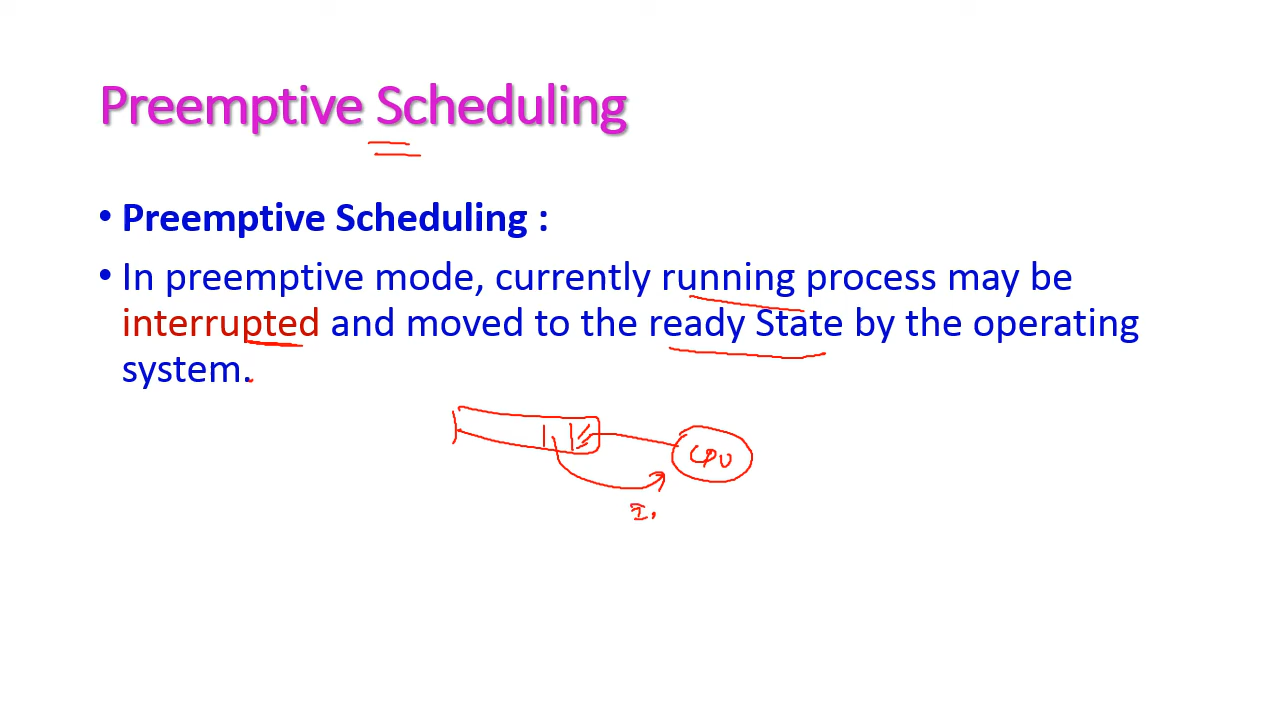 Preemptive Scheduling
• Preemptive Scheduling :
• In preemptive mode, currently running process may be
interrupted and moved to the ready State by the operating
system.
CPU
I.